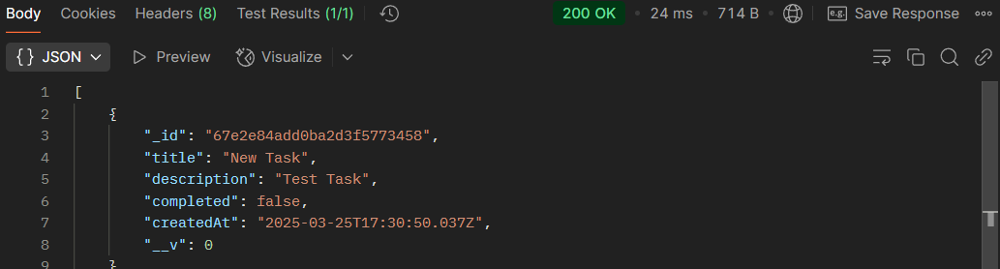 Body Cookies Headers (8) Test Results (1/1) 200 OK • 24 ms • 714 B • e.g. Save Response
{} JSON Preview Visualize
1 [
2 {
3 "_id": "67e2e84add0ba2d3f5773458",
4 "title": "New Task",
5 "description": "Test Task",
6 "completed": false,
7 "createdAt": "2025-03-25T17:30:50.037Z",
8 "__v": 0
9 }